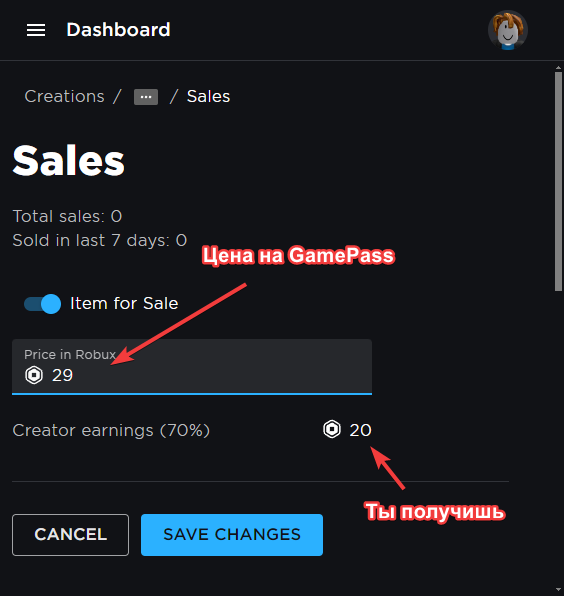 Dashboard
Creations / ... / Sales
Sales
Total sales: 0
Sold in last 7 days: 0
Цена на GamePass
Item for Sale
Price in Robux
29
Creator earnings (70%) 20
Ты получишь
CANCEL SAVE CHANGES